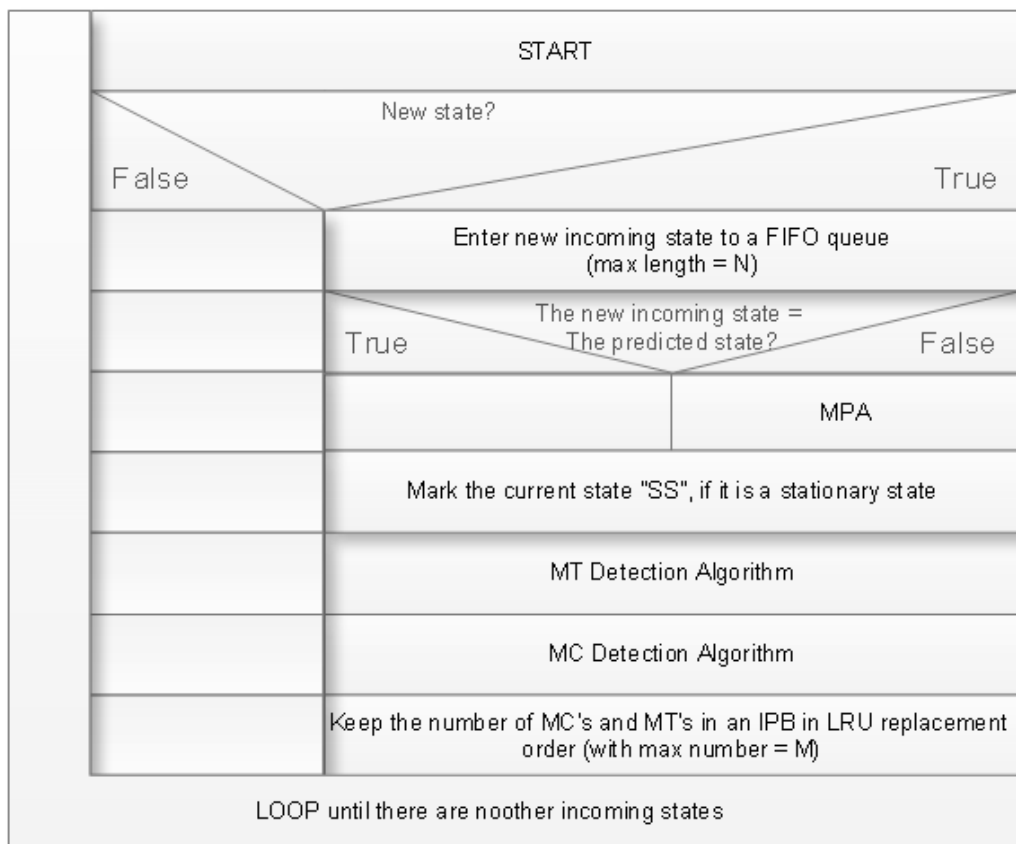 START
New state?
False
True
Enter new incoming state to a FIFO queue
(max length = N)
The new incoming state =
The predicted state?
True
False
MPA
Mark the current state "SS", if it is a stationary state
MT Detection Algorithm
MC Detection Algorithm
Keep the number of MC's and MT's in an IPB in LRU replacement
order (with max number = M)
LOOP until there are noother incoming states